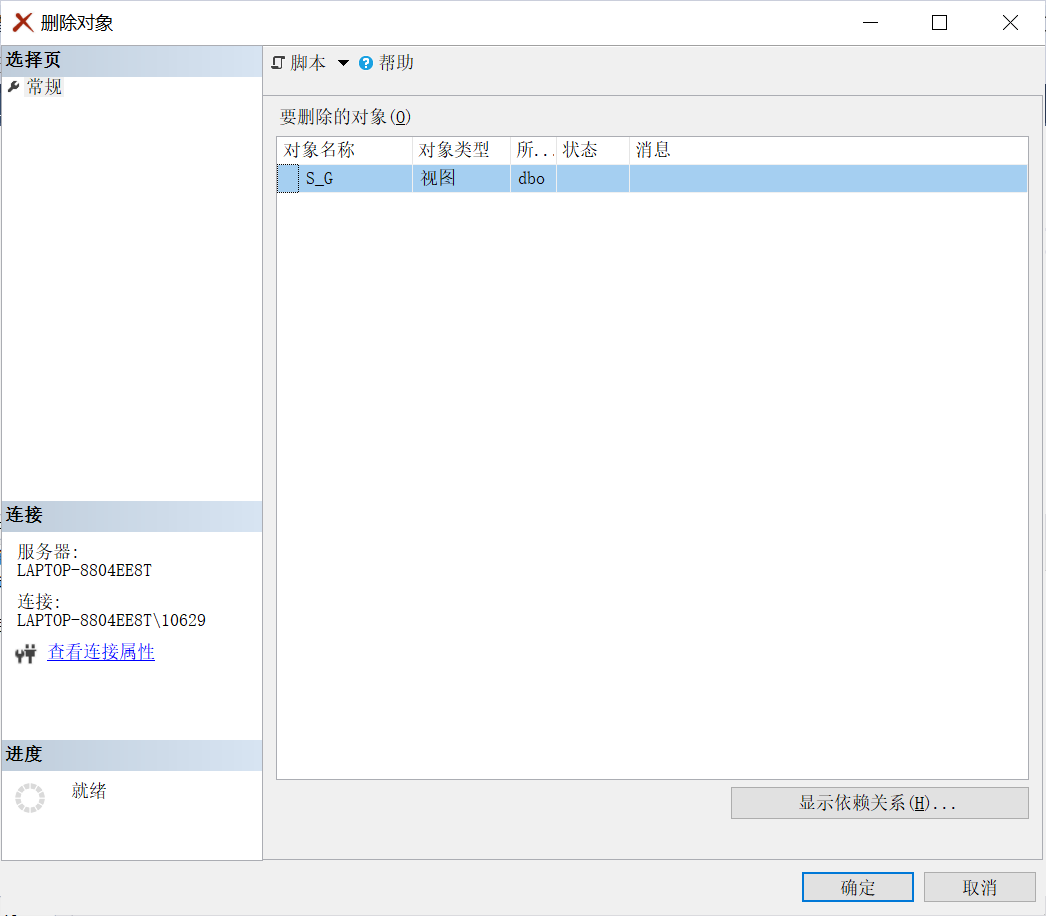 删除对象
选择页
常规
脚本 帮助
要删除的对象(O)
对象名称 对象类型 所... 状态 消息
S_G 视图 dbo
连接
服务器:
LAPTOP-8804EE8T
连接:
LAPTOP-8804EE8T\10629
查看连接属性
进度
就绪
显示依赖关系(H)...
确定 取消